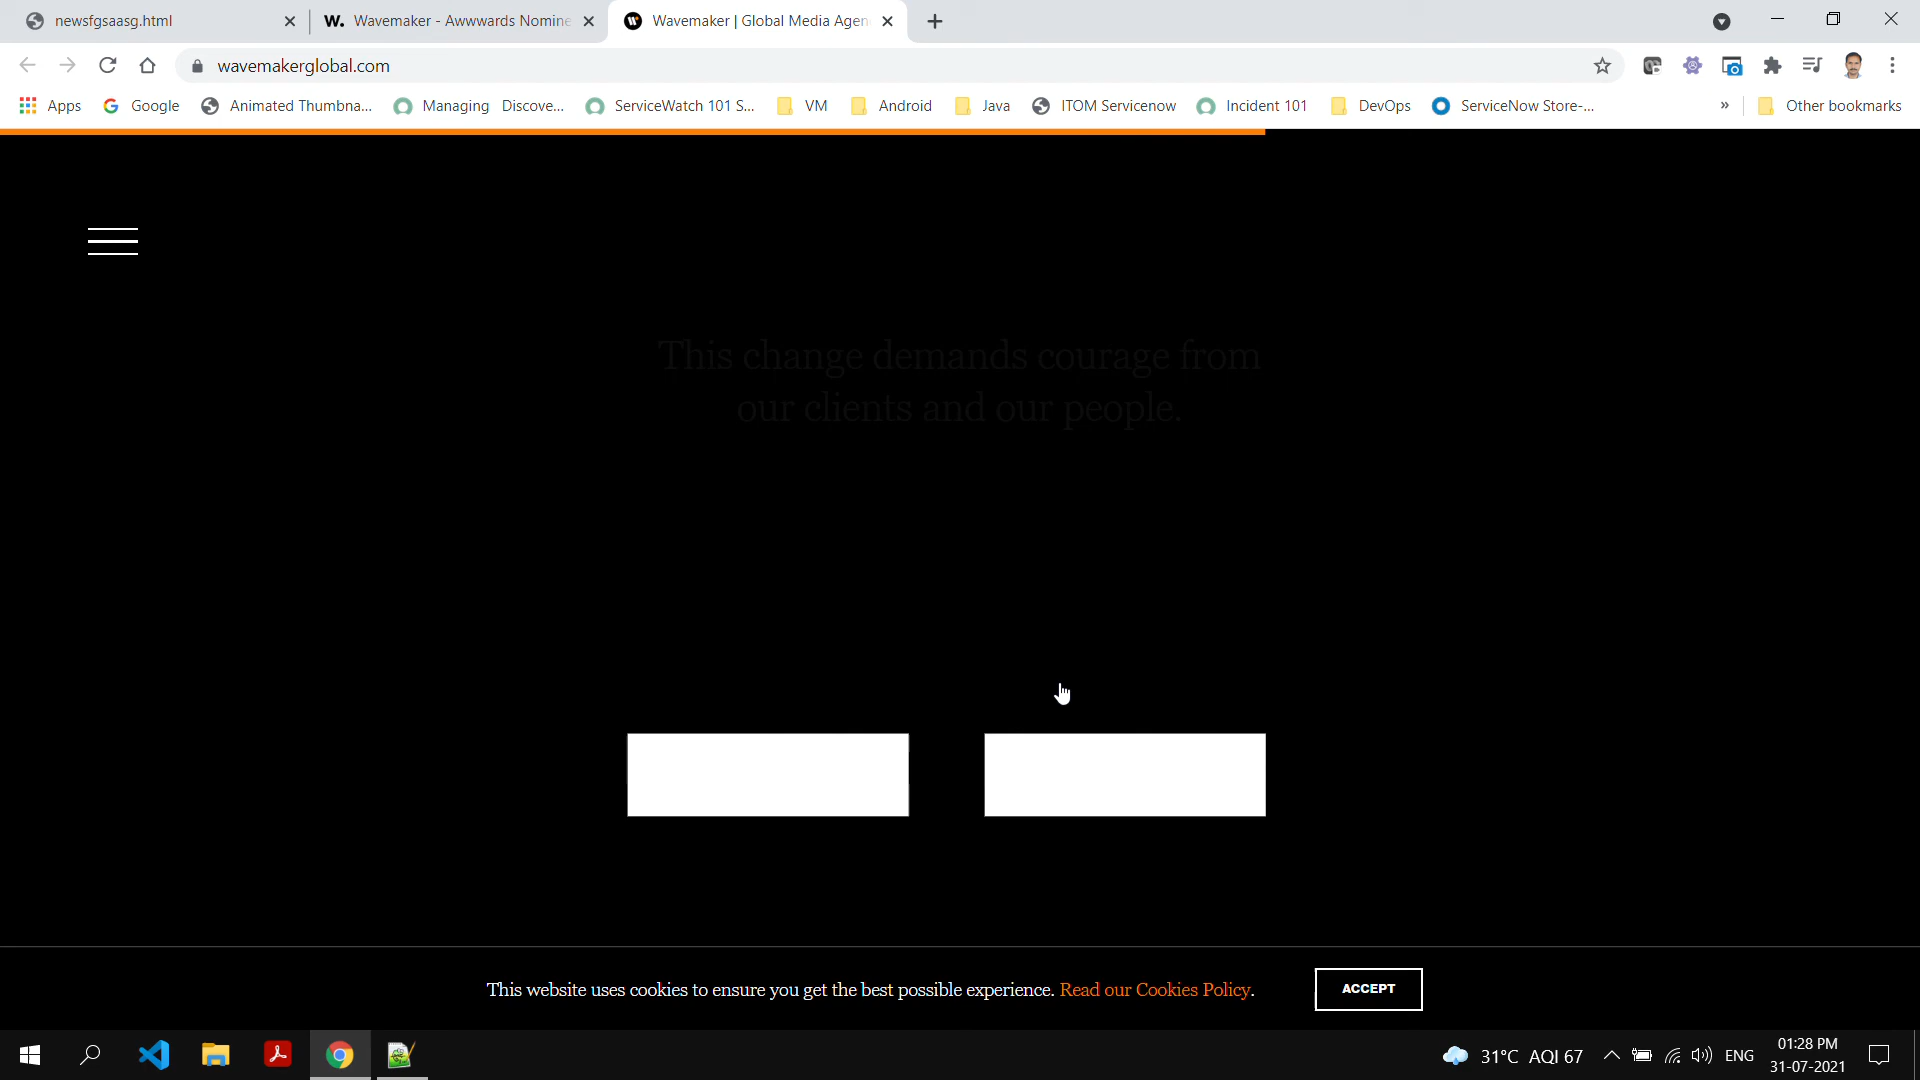 newsfgsaasg.html
W. Wavemaker - Awwwards Nomine
Wavemaker | Global Media Agen
wavemakerglobal.com
Apps
Google
Animated Thumbna...
Managing Discove...
ServiceWatch 101 S...
VM
Android
Java
ITOM Servicenow
Incident 101
DevOps
ServiceNow Store-...
»
Other bookmarks
This change demands courage from
our clients and our people.
This website uses cookies to ensure you get the best possible experience. Read our Cookies Policy.
ACCEPT
31°C AQI 67
ENG
01:28 PM
31-07-2021